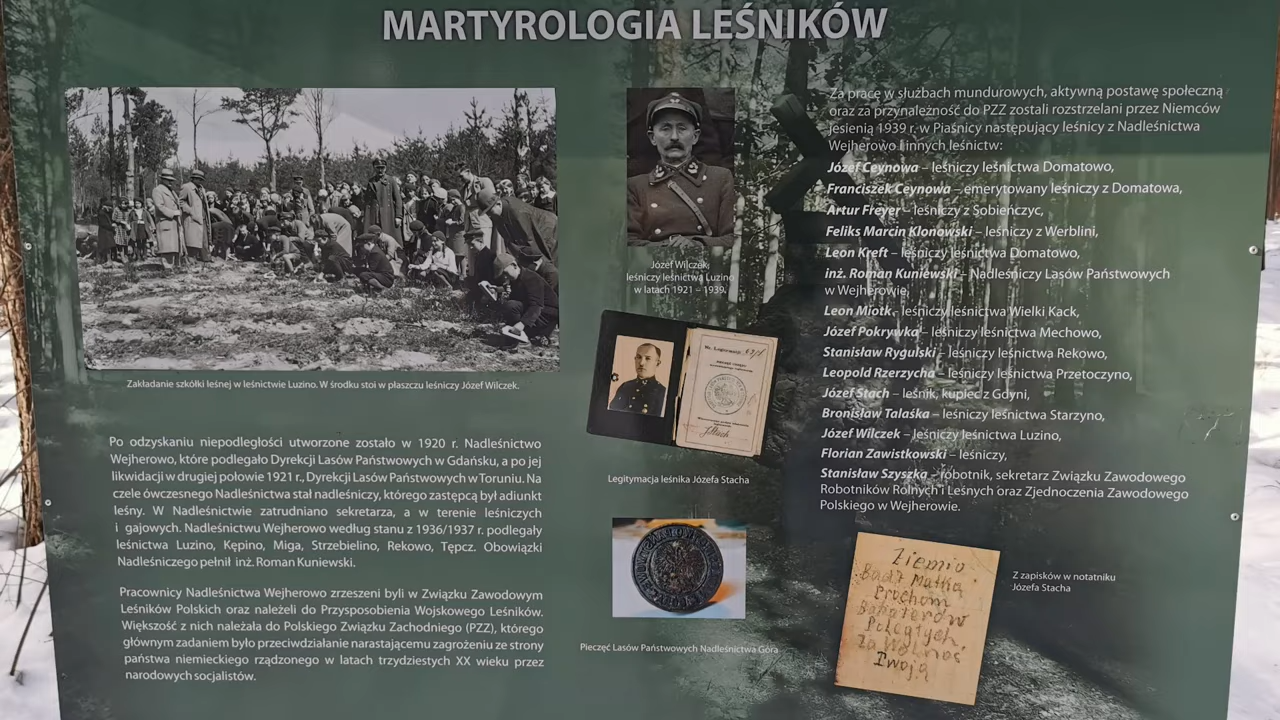 MARTYROLOGIA LEŚNIKÓW
Zakładanie szkółki leśnej w leśnictwie Luzino. W środku stoi w płaszczu leśniczy Józef Wilczek.
Po odzyskaniu niepodległości utworzone zostało w 1920 r. Nadleśnictwo
Wejherowo, które podlegało Dyrekcji Lasów Państwowych w Gdańsku, a po jej
likwidacji w drugiej połowie 1921 r., Dyrekcji Lasów Państwowych w Toruniu. Na
czele ówczesnego Nadleśnictwa stał nadleśniczy, którego zastępcą był adiunkt
leśny. W Nadleśnictwie zatrudniano sekretarza, a w terenie leśniczych
i gajowych. Nadleśnictwu Wejherowo według stanu z 1936/1937 r. podlegały
leśnictwa Luzino, Kępino, Miga, Strzebielino, Rekowo, Tępcz. Obowiązki
Nadleśniczego pełnił inż. Roman Kuniewski.
Pracownicy Nadleśnictwa Wejherowo zrzeszeni byli w Związku Zawodowym
Leśników Polskich oraz należeli do Przysposobienia Wojskowego Leśników.
Większość z nich należała do Polskiego Związku Zachodniego (PZZ), którego
głównym zadaniem było przeciwdziałanie narastającemu zagrożeniu ze strony
państwa niemieckiego rządzonego w latach trzydziestych XX wieku przez
narodowych socjalistów.
Józef Wilczek,
leśniczy leśnictwa Luzino
w latach 1921 – 1939.
Nr. Legitymacji
Legitymacja leśnika Józefa Stacha
Pieczęć Lasów Państwowych Nadleśnictwa Góra
Za pracę w służbach mundurowych, aktywną postawę społeczną
oraz za przynależność do PZZ zostali rozstrzelani przez Niemców
jesienią 1939 r. w Piaśnicy następujący leśnicy z Nadleśnictwa
Wejherowo i innych leśnictw:
Józef Ceynowa – leśniczy leśnictwa Domatowo,
Franciszek Ceynowa – emerytowany leśniczy z Domatowa,
Artur Freyer – leśniczy z Sobieńczyc,
Feliks Marcin Klonowski – leśniczy z Werblini,
Leon Kreft – leśniczy leśnictwa Domatowo,
inż. Roman Kuniewski – Nadleśniczy Lasów Państwowych
w Wejherowie,
Leon Miotk – leśniczy leśnictwa Wielki Kack,
Józef Pokrywka – leśniczy leśnictwa Mechowo,
Stanisław Rygulski – leśniczy leśnictwa Rekowo,
Leopold Rzerzycha – leśniczy leśnictwa Przetoczyno,
Józef Stach – leśnik, kupiec z Gdyni,
Bronisław Talaśka – leśniczy leśnictwa Starzyno,
Józef Wilczek – leśniczy leśnictwa Luzino,
Florian Zawistkowski – leśniczy,
Stanisław Szyszka – robotnik, sekretarz Związku Zawodowego
Robotników Rolnych i Leśnych oraz Zjednoczenia Zawodowego
Polskiego w Wejherowie.
Ziemio
Bądź Matką
Prochom
Bohaterów
Poległych
Za Wolność
Twoją
Z zapisków w notatniku
Józefa Stacha